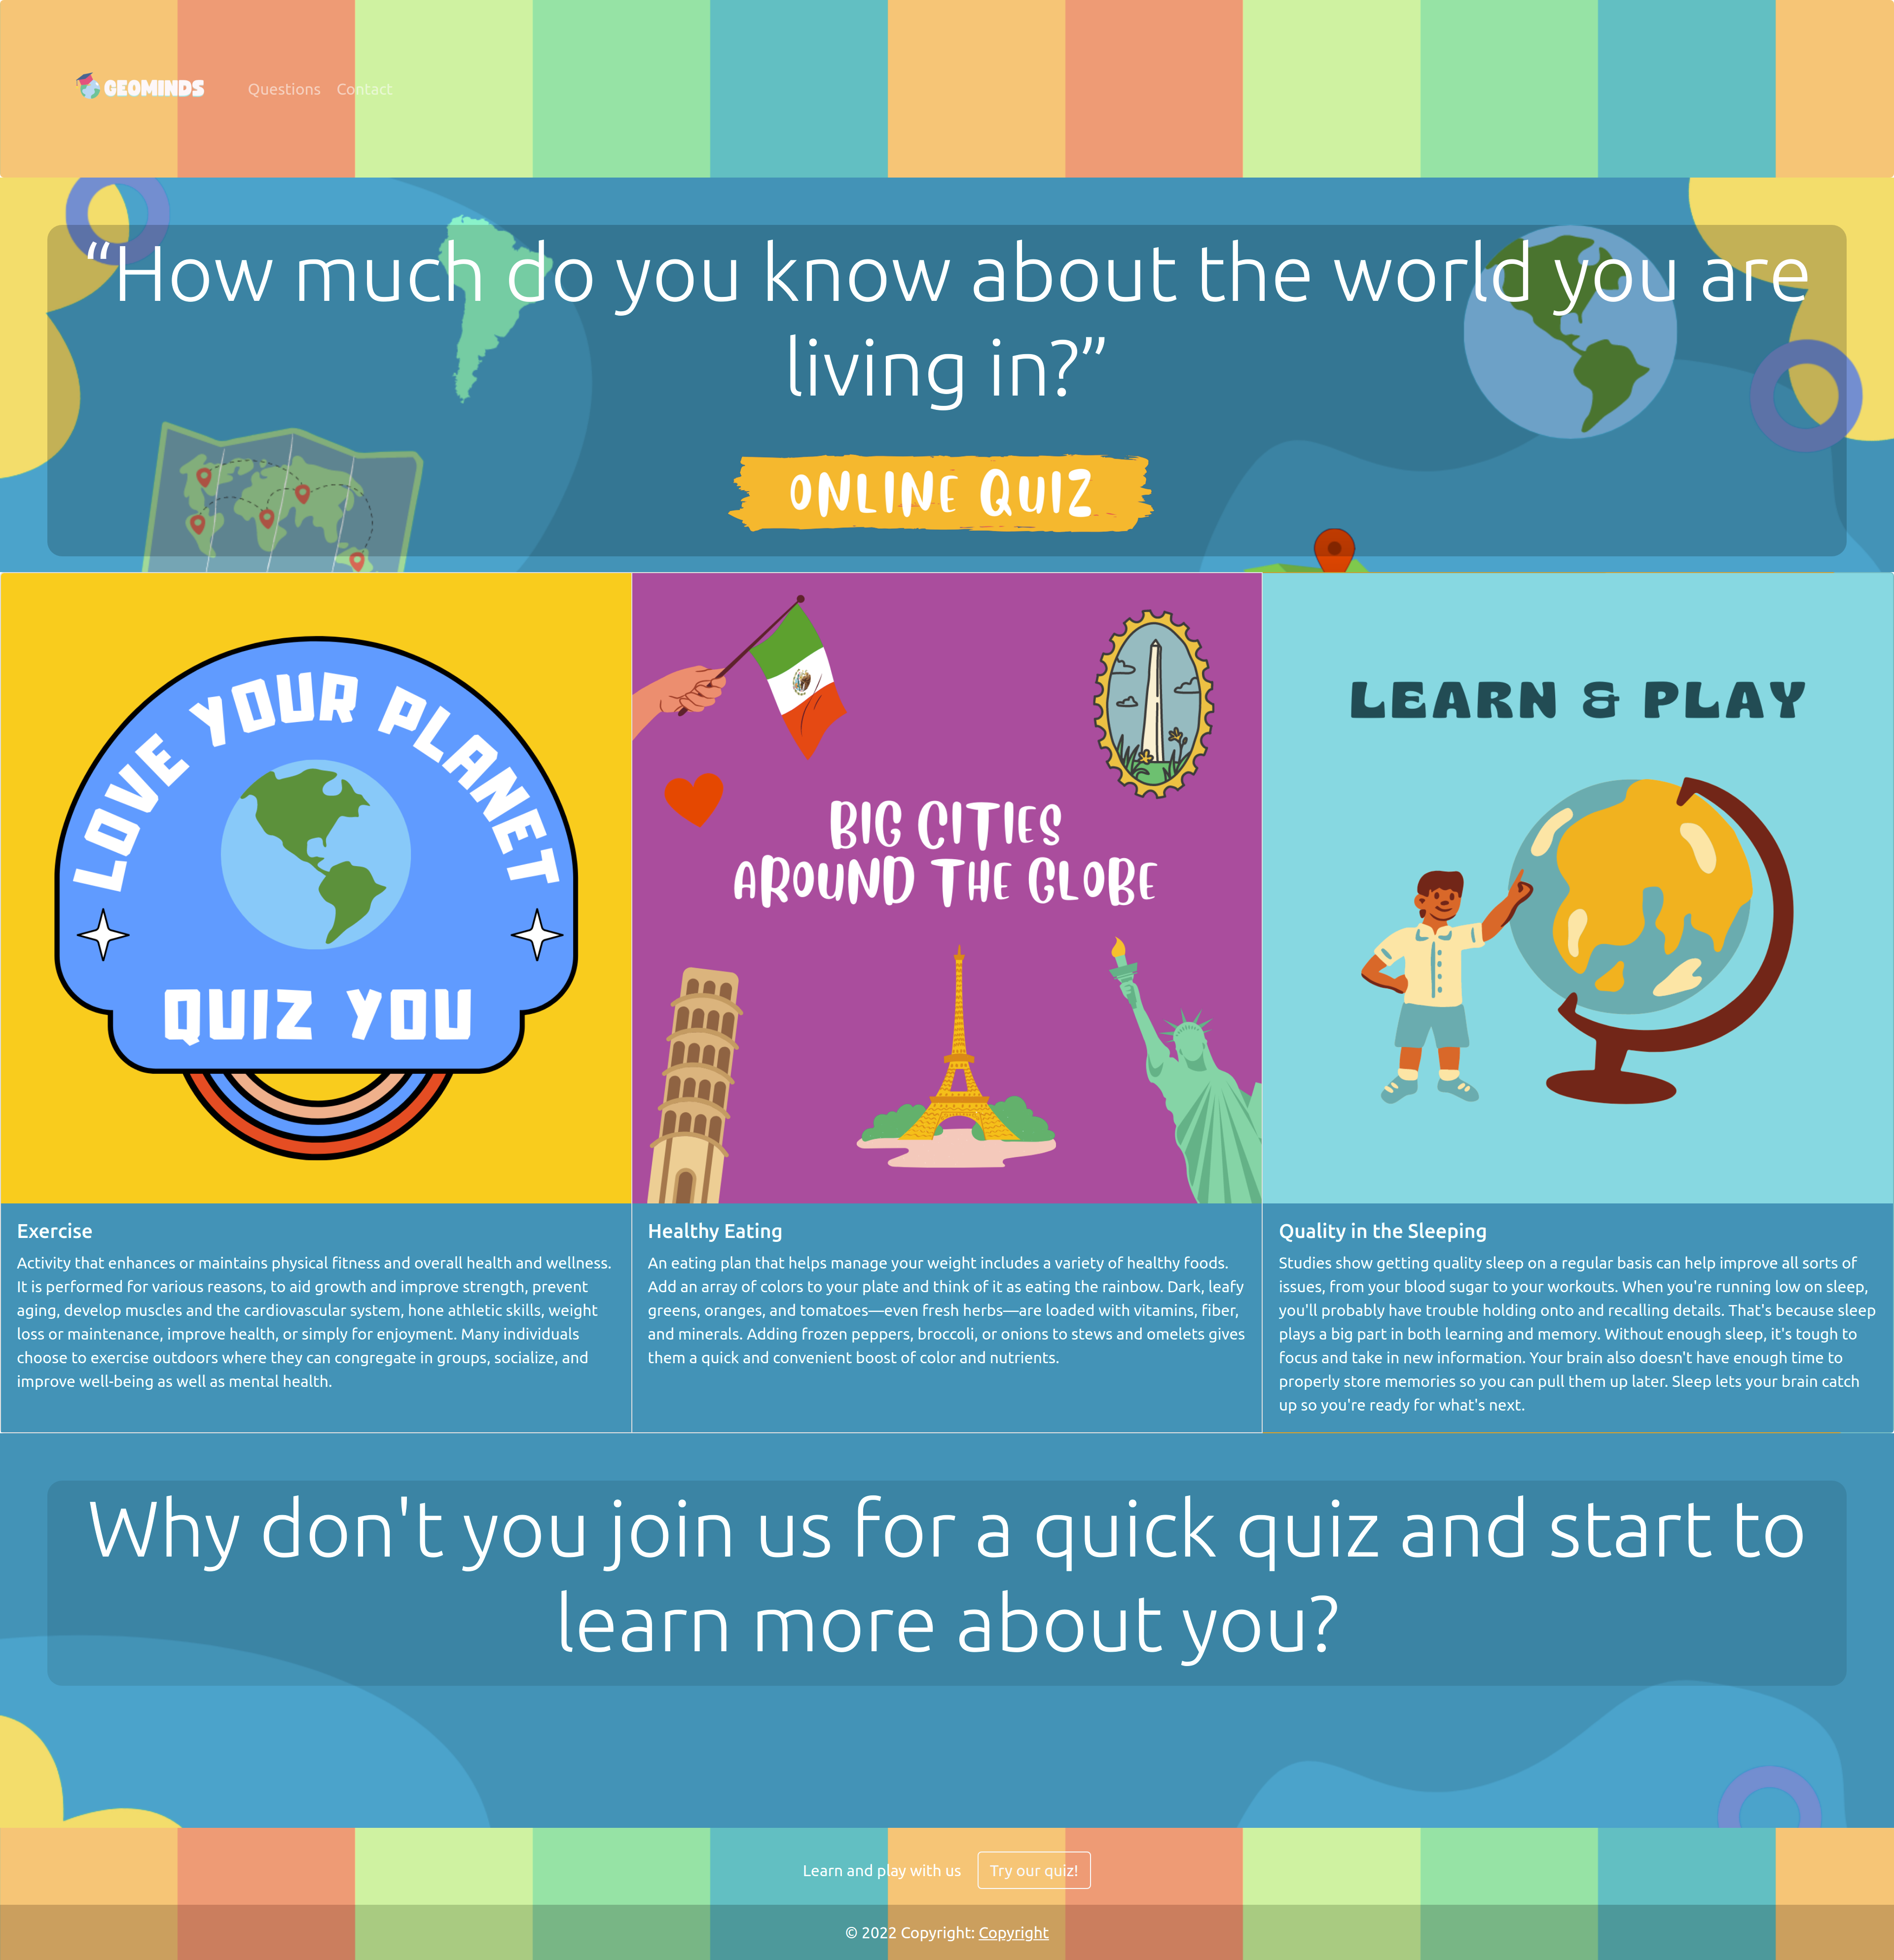 GEOMINDS
Questions Contact
“How much do you know about the world you are
living in?”
ONLINE QUIZ
LOVE YOUR PLANET
QUIZ YOU
BIG CITIES
AROUND THE GLOBE
LEARN & PLAY
Exercise
Activity that enhances or maintains physical fitness and overall health and wellness.
It is performed for various reasons, to aid growth and improve strength, prevent
aging, develop muscles and the cardiovascular system, hone athletic skills, weight
loss or maintenance, improve health, or simply for enjoyment. Many individuals
choose to exercise outdoors where they can congregate in groups, socialize, and
improve well-being as well as mental health.
Healthy Eating
An eating plan that helps manage your weight includes a variety of healthy foods.
Add an array of colors to your plate and think of it as eating the rainbow. Dark, leafy
greens, oranges, and tomatoes—even fresh herbs—are loaded with vitamins, fiber,
and minerals. Adding frozen peppers, broccoli, or onions to stews and omelets gives
them a quick and convenient boost of color and nutrients.
Quality in the Sleeping
Studies show getting quality sleep on a regular basis can help improve all sorts of
issues, from your blood sugar to your workouts. When you're running low on sleep,
you'll probably have trouble holding onto and recalling details. That's because sleep
plays a big part in both learning and memory. Without enough sleep, it's tough to
focus and take in new information. Your brain also doesn't have enough time to
properly store memories so you can pull them up later. Sleep lets your brain catch
up so you're ready for what's next.
Why don't you join us for a quick quiz and start to
learn more about you?
Learn and play with us Try our quiz!
© 2022 Copyright: Copyright